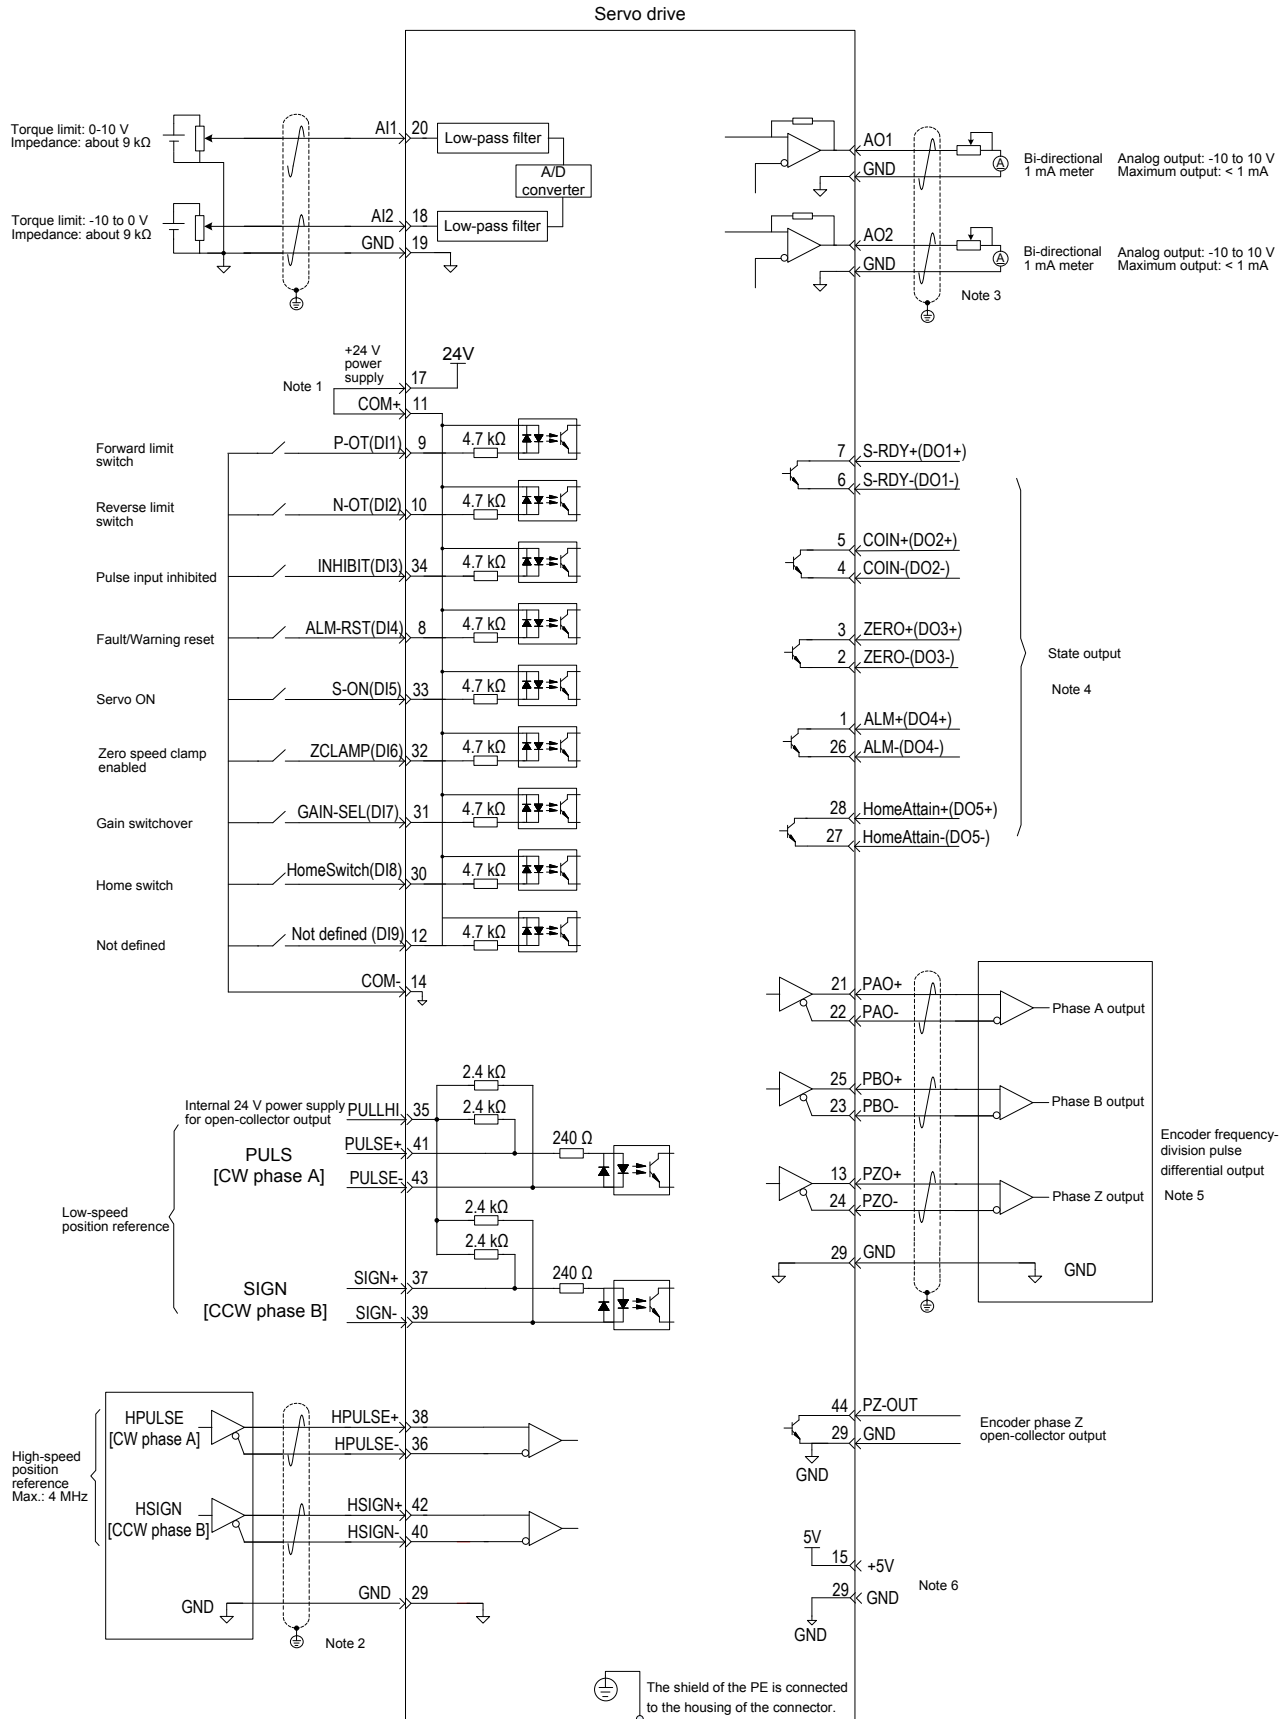 Servo drive
Torque limit: 0-10 V
Impedance: about 9 kΩ
AI1 20
Low-pass filter
A/D
converter
Torque limit: -10 to 0 V
Impedance: about 9 kΩ
AI2 18
Low-pass filter
GND 19
AO1
GND
A
Bi-directional
1 mA meter
Analog output: -10 to 10 V
Maximum output: < 1 mA
AO2
GND
A
Bi-directional
1 mA meter
Analog output: -10 to 10 V
Maximum output: < 1 mA
Note 3
+24 V
power
supply
24V
Note 1
17
COM+ 11
Forward limit
switch
P-OT(DI1) 9
4.7 kΩ
Reverse limit
switch
N-OT(DI2) 10
4.7 kΩ
Pulse input inhibited
INHIBIT(DI3) 34
4.7 kΩ
Fault/Warning reset
ALM-RST(DI4) 8
4.7 kΩ
Servo ON
S-ON(DI5) 33
4.7 kΩ
Zero speed clamp
enabled
ZCLAMP(DI6) 32
4.7 kΩ
Gain switchover
GAIN-SEL(DI7) 31
4.7 kΩ
Home switch
HomeSwitch(DI8) 30
4.7 kΩ
Not defined
Not defined (DI9) 12
4.7 kΩ
COM- 14
7 S-RDY+(DO1+)
6 S-RDY-(DO1-)
5 COIN+(DO2+)
4 COIN-(DO2-)
3 ZERO+(DO3+)
2 ZERO-(DO3-)
1 ALM+(DO4+)
26 ALM-(DO4-)
28 HomeAttain+(DO5+)
27 HomeAttain-(DO5-)
State output
Note 4
21 PAO+
22 PAO-
Phase A output
25 PBO+
23 PBO-
Phase B output
13 PZO+
24 PZO-
Phase Z output
29 GND
GND
Encoder frequency-
division pulse
differential output
Note 5
2.4 kΩ
Internal 24 V power supply
for open-collector output
PULLHI 35
2.4 kΩ
PULS
[CW phase A]
PULSE+ 41
240 Ω
PULSE- 43
Low-speed
position reference
2.4 kΩ
2.4 kΩ
SIGN
[CCW phase B]
SIGN+ 37
240 Ω
SIGN- 39
High-speed
position
reference
Max.: 4 MHz
HPULSE
[CW phase A]
HPULSE+ 38
HPULSE- 36
HSIGN
[CCW phase B]
HSIGN+ 42
HSIGN- 40
GND
GND 29
Note 2
44 PZ-OUT
29 GND
GND
Encoder phase Z
open-collector output
5V
15 +5V
29 GND
GND
Note 6
The shield of the PE is connected
to the housing of the connector.